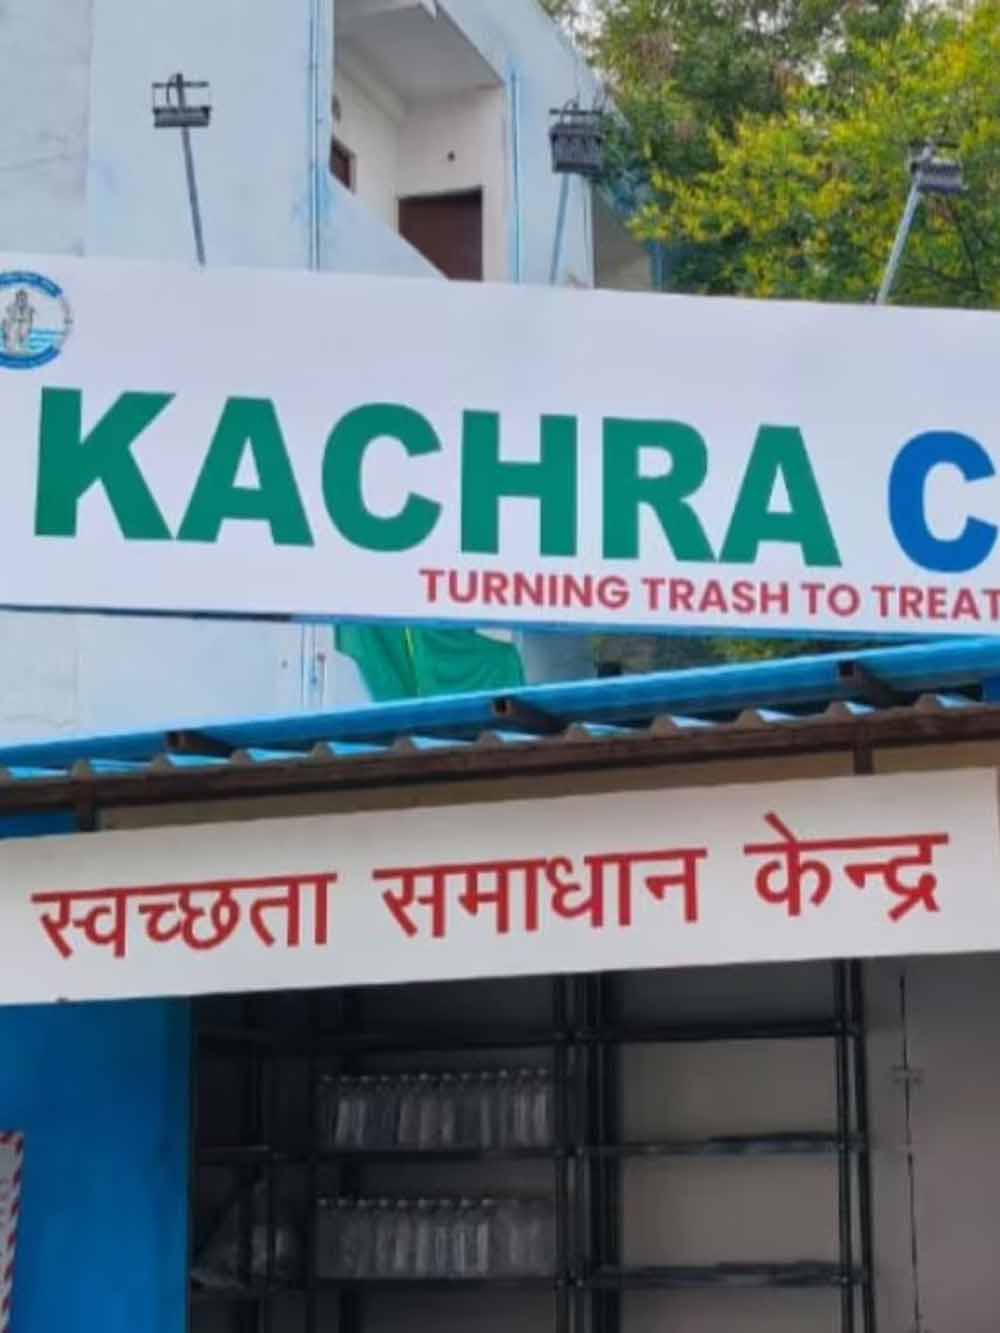 KACHRA C
TURNING TRASH TO TREAT
स्वच्छता समाधान केन्द्र